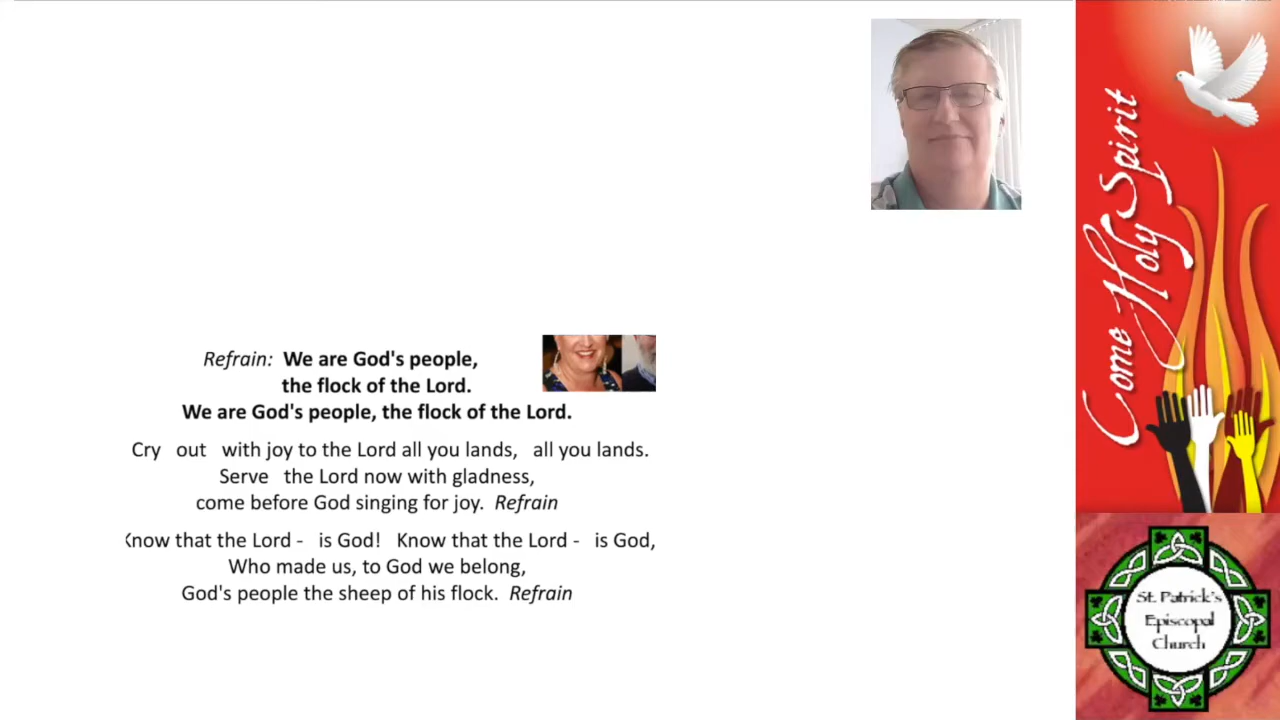 Refrain: We are God's people,
the flock of the Lord.
We are God's people, the flock of the Lord.
Cry out with joy to the Lord all you lands, all you lands.
Serve the Lord now with gladness,
come before God singing for joy. Refrain
Know that the Lord - is God! Know that the Lord - is God,
Who made us, to God we belong,
God's people the sheep of his flock. Refrain
Come Holy Spirit
St. Patrick's
Episcopal
Church